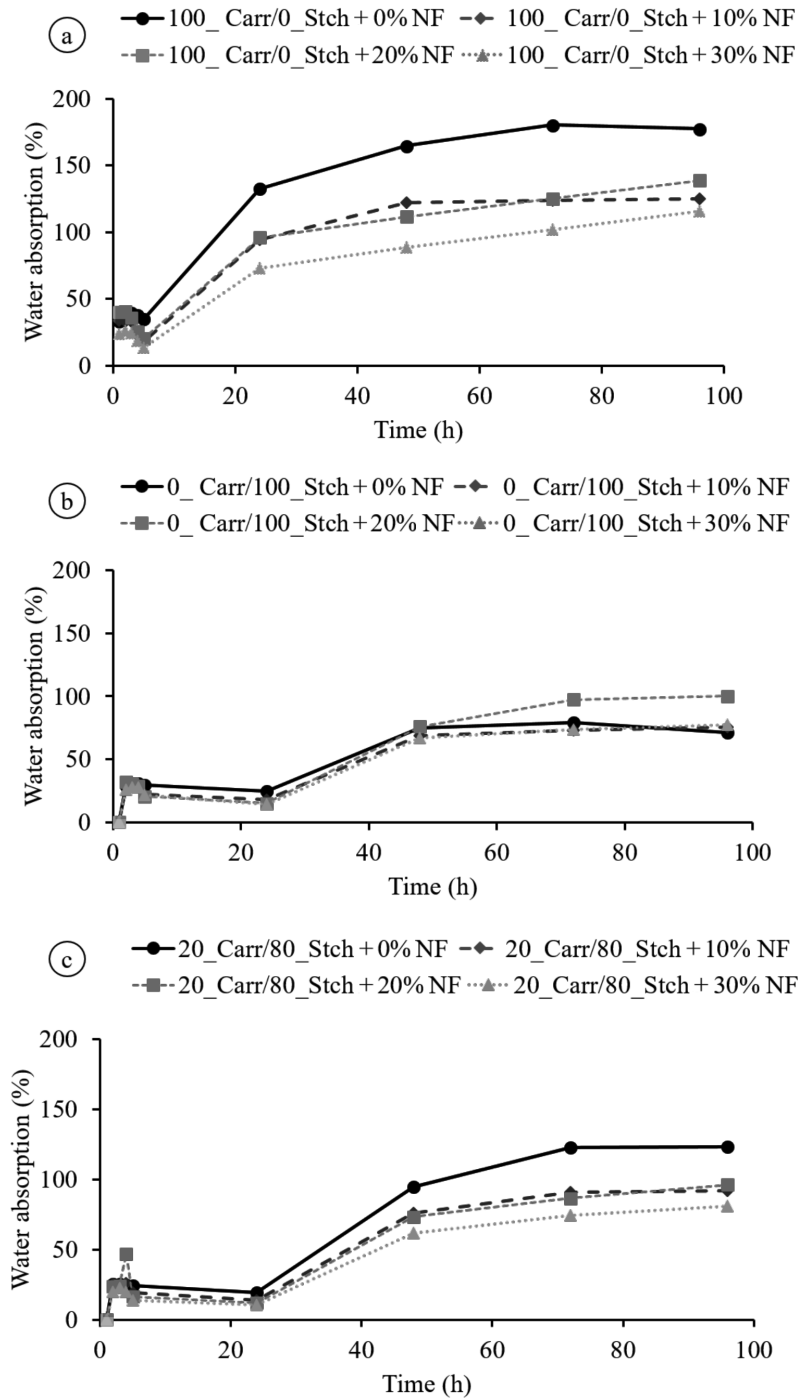 a
100_ Carr/0_Stch + 0% NF 100_ Carr/0_Stch + 10% NF
100_ Carr/0_Stch + 20% NF 100_ Carr/0_Stch + 30% NF
Water absorption (%)
200
150
100
50
0
0 20 40 60 80 100
Time (h)
b
0_ Carr/100_Stch + 0% NF 0_ Carr/100_Stch + 10% NF
0_ Carr/100_Stch + 20% NF 0_ Carr/100_Stch + 30% NF
Water absorption (%)
200
150
100
50
0
0 20 40 60 80 100
Time (h)
c
20_Carr/80_Stch + 0% NF 20_Carr/80_Stch + 10% NF
20_Carr/80_Stch + 20% NF 20_Carr/80_Stch + 30% NF
Water absorption (%)
200
150
100
50
0
0 20 40 60 80 100
Time (h)